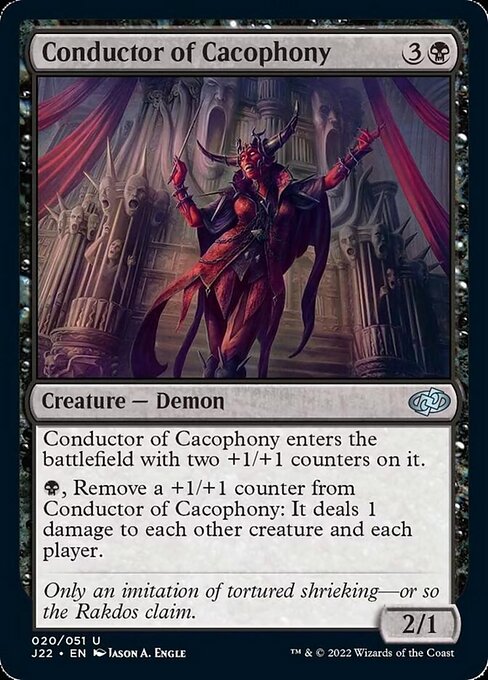 Conductor of Cacophony 3
Creature — Demon
Conductor of Cacophony enters the
battlefield with two +1/+1 counters on it.
, Remove a +1/+1 counter from
Conductor of Cacophony: It deals 1
damage to each other creature and each
player.
Only an imitation of tortured shrieking—or so
the Rakdos claim.
2/1
020/051 U
J22 • EN Jason A. Engle
™ & © 2022 Wizards of the Coast